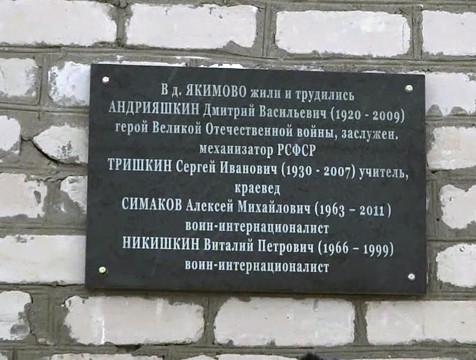 В д. ЯКИМОВО жили и трудились
АНДРИЯШКИН Дмитрий Васильевич (1920 - 2009)
герой Великой Отечественной войны, заслужен.
механизатор РСФСР
ТРИШКИН Сергей Иванович (1930 - 2007) учитель,
краевед
СИМАКОВ Алексей Михайлович (1963 – 2011)
воин-интернационалист
НИКИШКИН Виталий Петрович (1966 – 1999)
воин-интернационалист